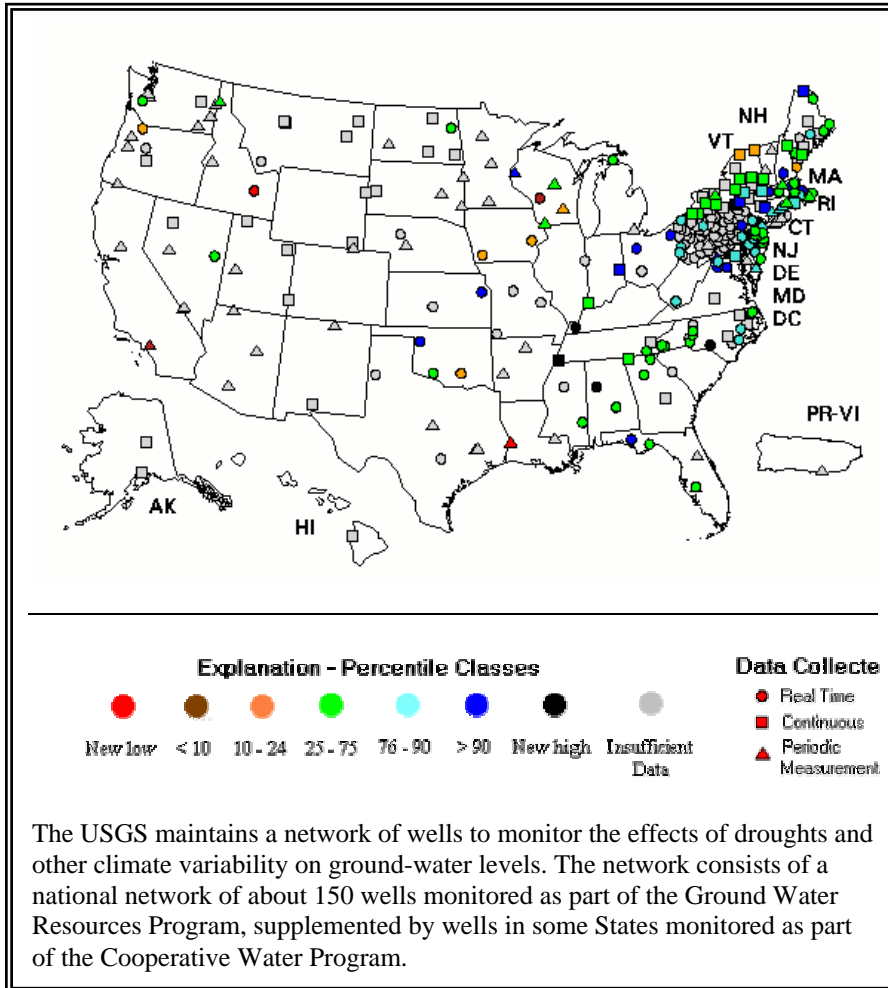 NH
VT
MA
RI
CT
NJ
DE
MD
DC
PR-VI
AK
HI
Explanation - Percentile Classes
New low
< 10
10 - 24
25 - 75
76 - 90
> 90
New high
Insufficient
Data
Data Collecte
Real Time
Continuous
Periodic
Measurement
The USGS maintains a network of wells to monitor the effects of droughts and
other climate variability on ground-water levels. The network consists of a
national network of about 150 wells monitored as part of the Ground Water
Resources Program, supplemented by wells in some States monitored as part
of the Cooperative Water Program.